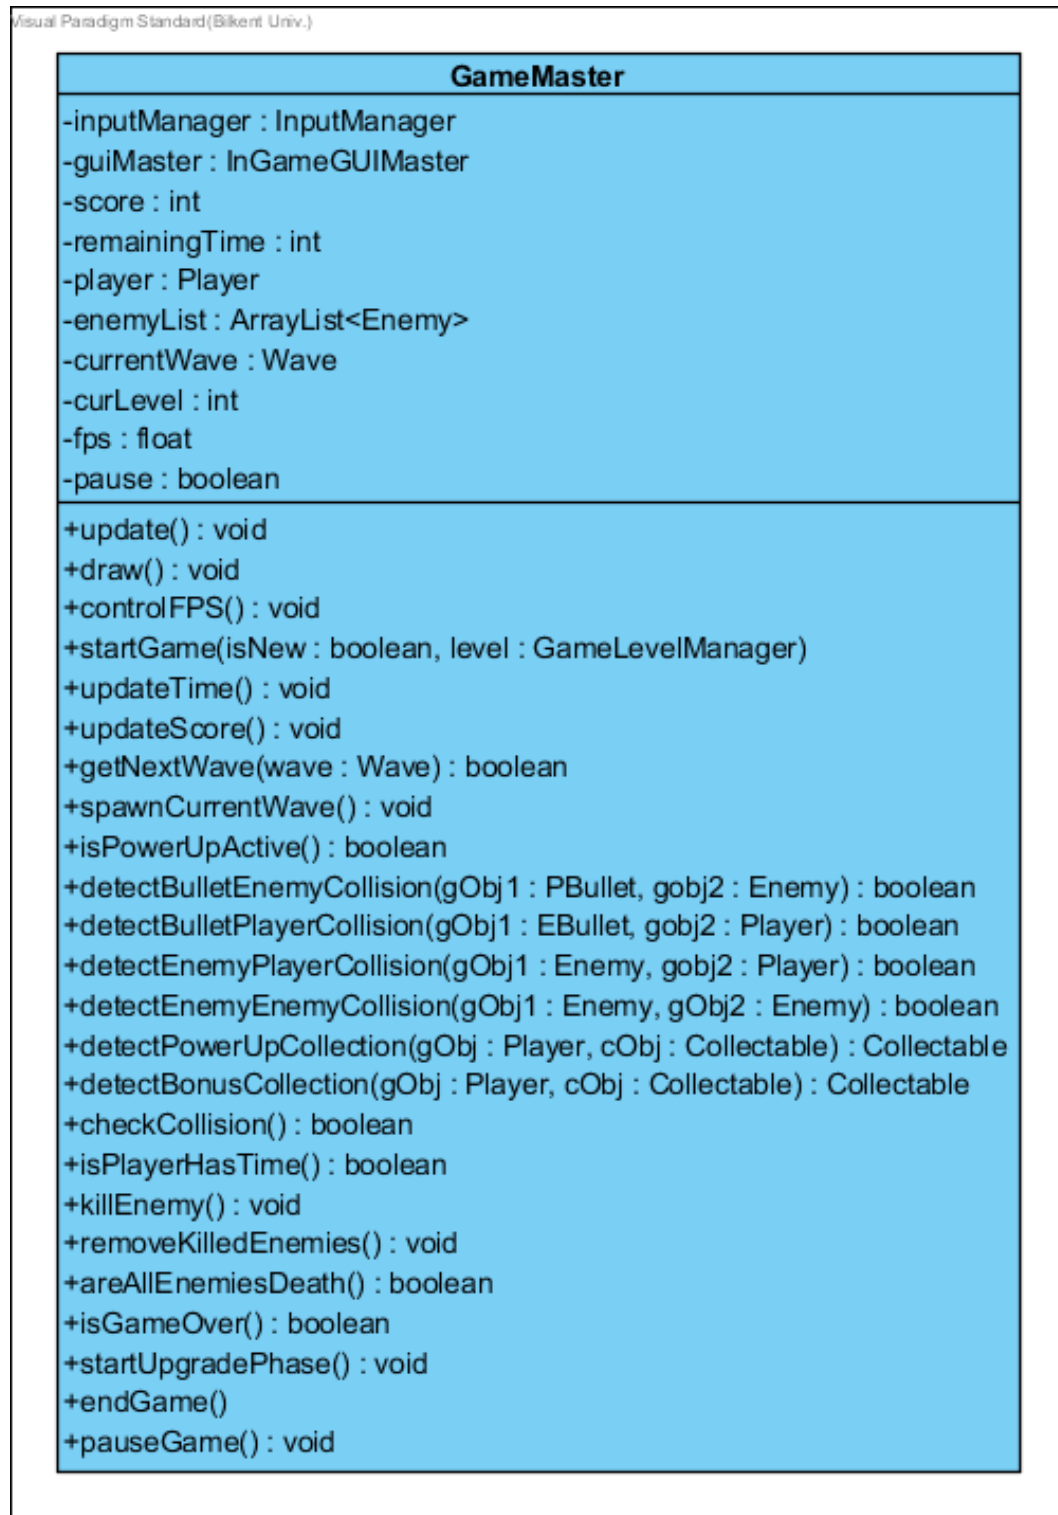 Visual Paradigm Standard(Bilkent Univ.)
GameMaster
-inputManager : InputManager
-guiMaster : InGameGUIMaster
-score : int
-remainingTime : int
-player : Player
-enemyList : ArrayList<Enemy>
-currentWave : Wave
-curLevel : int
-fps : float
-pause : boolean
+update() : void
+draw() : void
+controlFPS() : void
+startGame(isNew : boolean, level : GameLevelManager)
+updateTime() : void
+updateScore() : void
+getNextWave(wave : Wave) : boolean
+spawnCurrentWave() : void
+isPowerUpActive() : boolean
+detectBulletEnemyCollision(gObj1 : PBullet, gobj2 : Enemy) : boolean
+detectBulletPlayerCollision(gObj1 : EBullet, gobj2 : Player) : boolean
+detectEnemyPlayerCollision(gObj1 : Enemy, gobj2 : Player) : boolean
+detectEnemyEnemyCollision(gObj1 : Enemy, gObj2 : Enemy) : boolean
+detectPowerUpCollection(gObj : Player, cObj : Collectable) : Collectable
+detectBonusCollection(gObj : Player, cObj : Collectable) : Collectable
+checkCollision() : boolean
+isPlayerHasTime() : boolean
+killEnemy() : void
+removeKilledEnemies() : void
+areAllEnemiesDeath() : boolean
+isGameOver() : boolean
+startUpgradePhase() : void
+endGame()
+pauseGame() : void